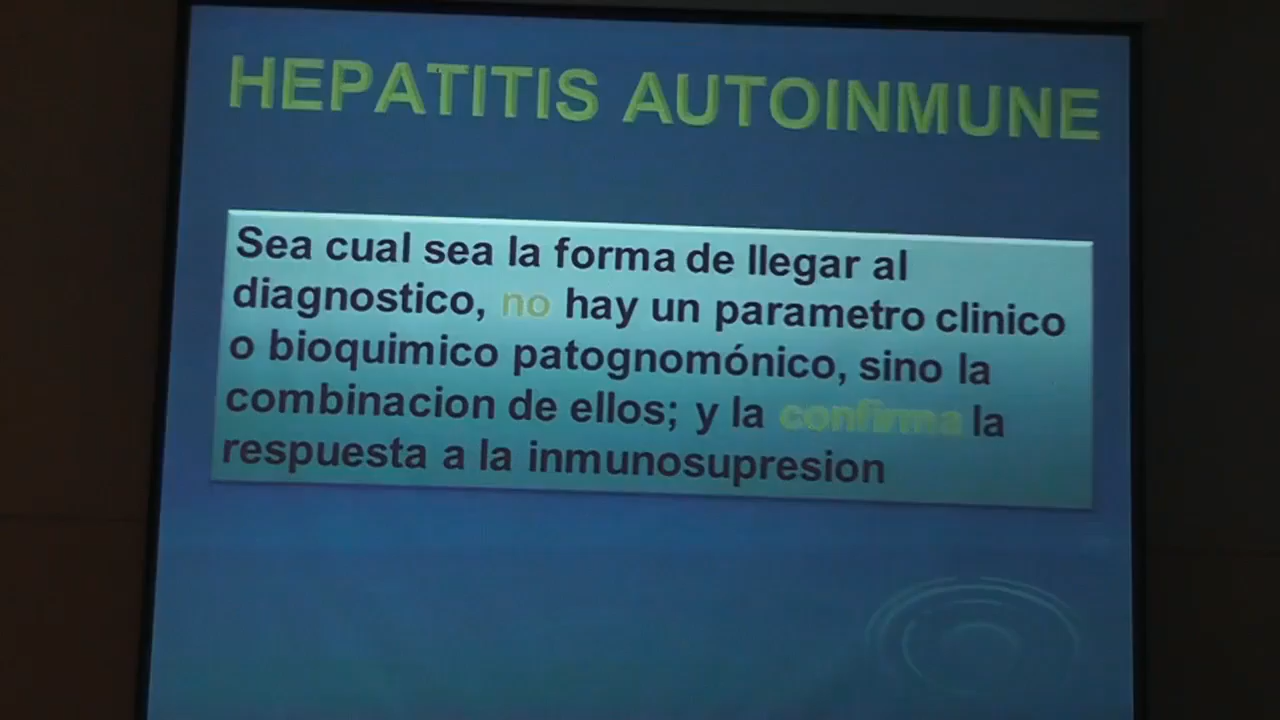 HEPATITIS AUTOINMUNE
Sea cual sea la forma de llegar al
diagnostico, no hay un parametro clinico
o bioquimico patognomónico, sino la
combinacion de ellos; y la confirma la
respuesta a la inmunosupresion